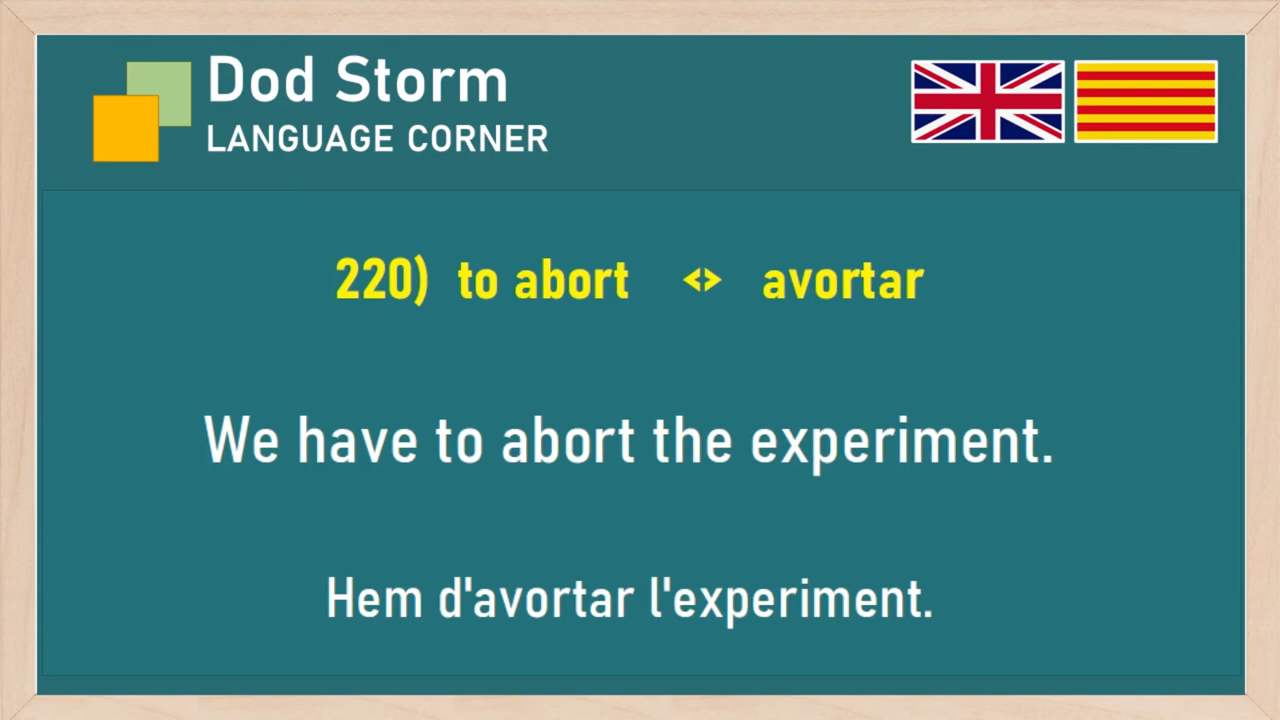 Dod Storm
LANGUAGE CORNER
220) to abort <> avortar
We have to abort the experiment.
Hem d'avortar l'experiment.